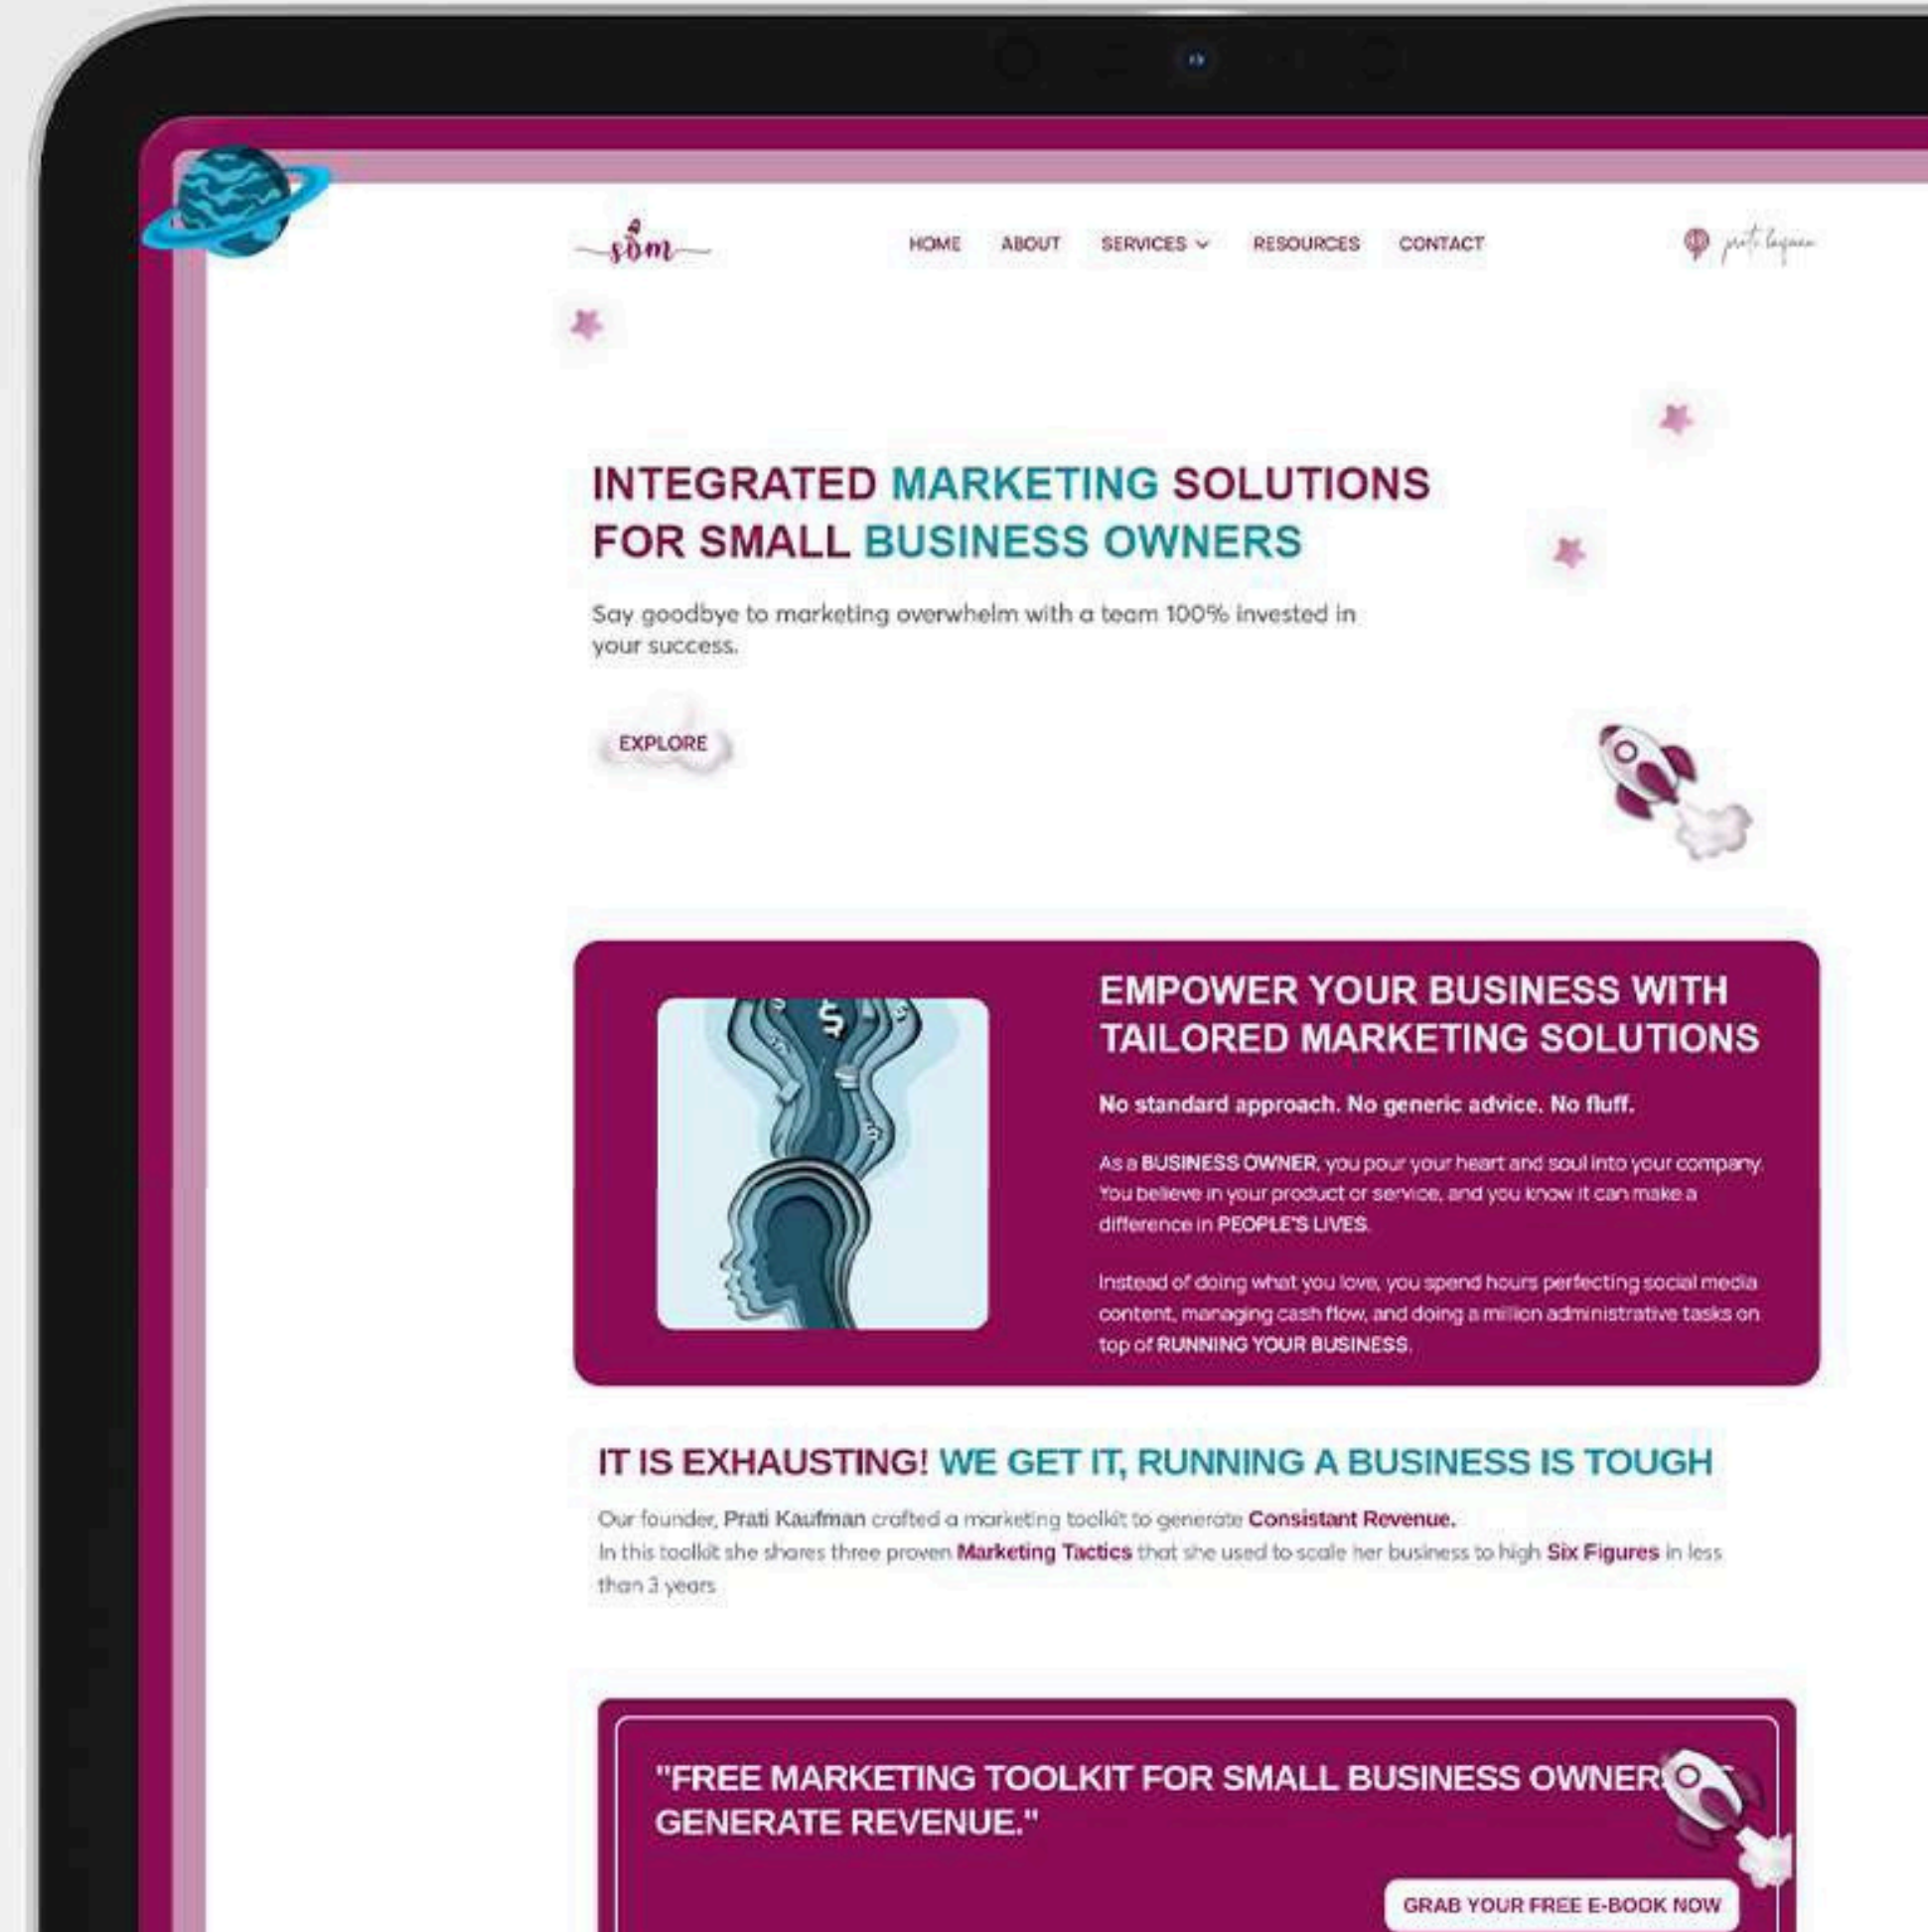 sôm
HOME ABOUT SERVICES RESOURCES CONTACT
INTEGRATED MARKETING SOLUTIONS
FOR SMALL BUSINESS OWNERS
Say goodbye to marketing overwhelm with a team 100% invested in
your success.
EXPLORE
$
EMPOWER YOUR BUSINESS WITH
TAILORED MARKETING SOLUTIONS
No standard approach. No generic advice. No fluff.
As a BUSINESS OWNER, you pour your heart and soul into your company.
You believe in your product or service, and you know it can make a
difference in PEOPLE'S LIVES.
Instead of doing what you love, you spend hours perfecting social media
content, managing cash flow, and doing a million administrative tasks on
top of RUNNING YOUR BUSINESS.
IT IS EXHAUSTING! WE GET IT, RUNNING A BUSINESS IS TOUGH
Our founder, Prati Kaufman crafted a marketing toolkit to generate Consistant Revenue.
In this toolkit she shares three proven Marketing Tactics that she used to scale her business to high Six Figures in less
than 3 years
"FREE MARKETING TOOLKIT FOR SMALL BUSINESS OWNER
GENERATE REVENUE."
GRAB YOUR FREE E-BOOK NOW